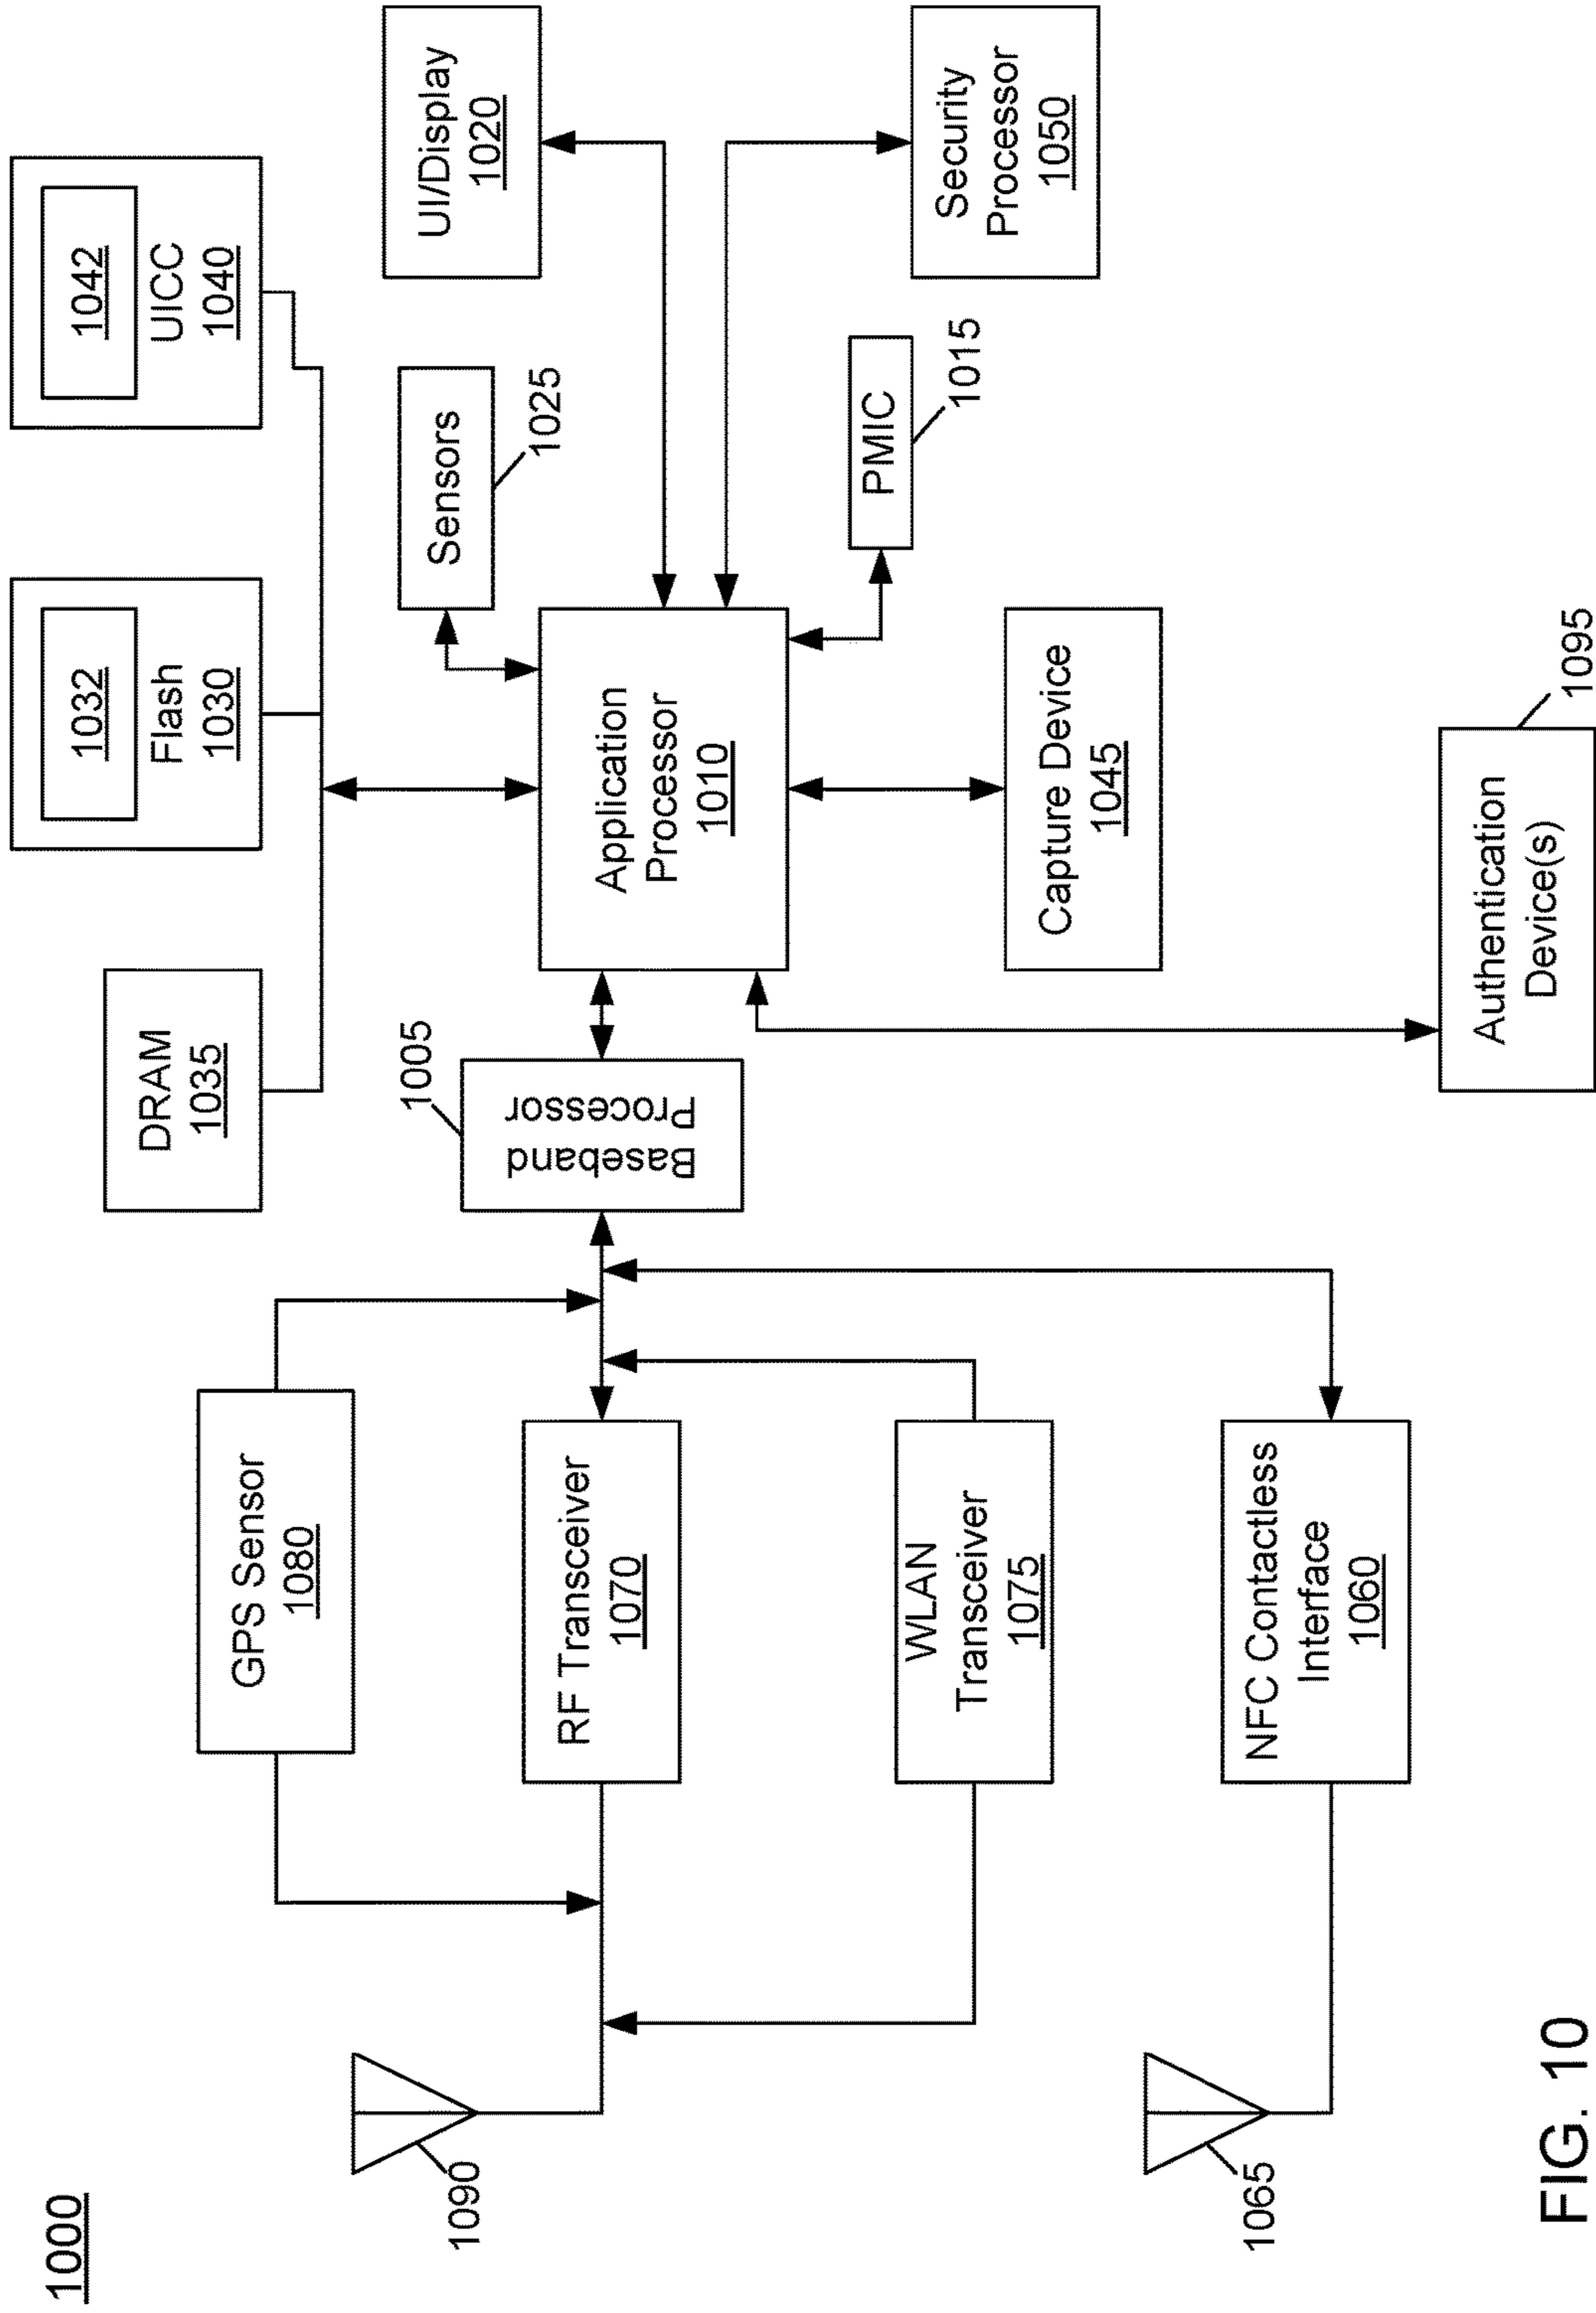 1000
DRAM
1035
1032
Flash
1030
1042
UICC
1040
Sensors
1025
UI/Display
1020
GPS Sensor
1080
1005
Baseband
Processor
Application
Processor
1010
Security
Processor
1050
PMIC
1015
1090
RF Transceiver
1070
WLAN
Transceiver
1075
Capture Device
1045
1065
NFC Contactless
Interface
1060
Authentication
Device(s)
1095
FIG. 10